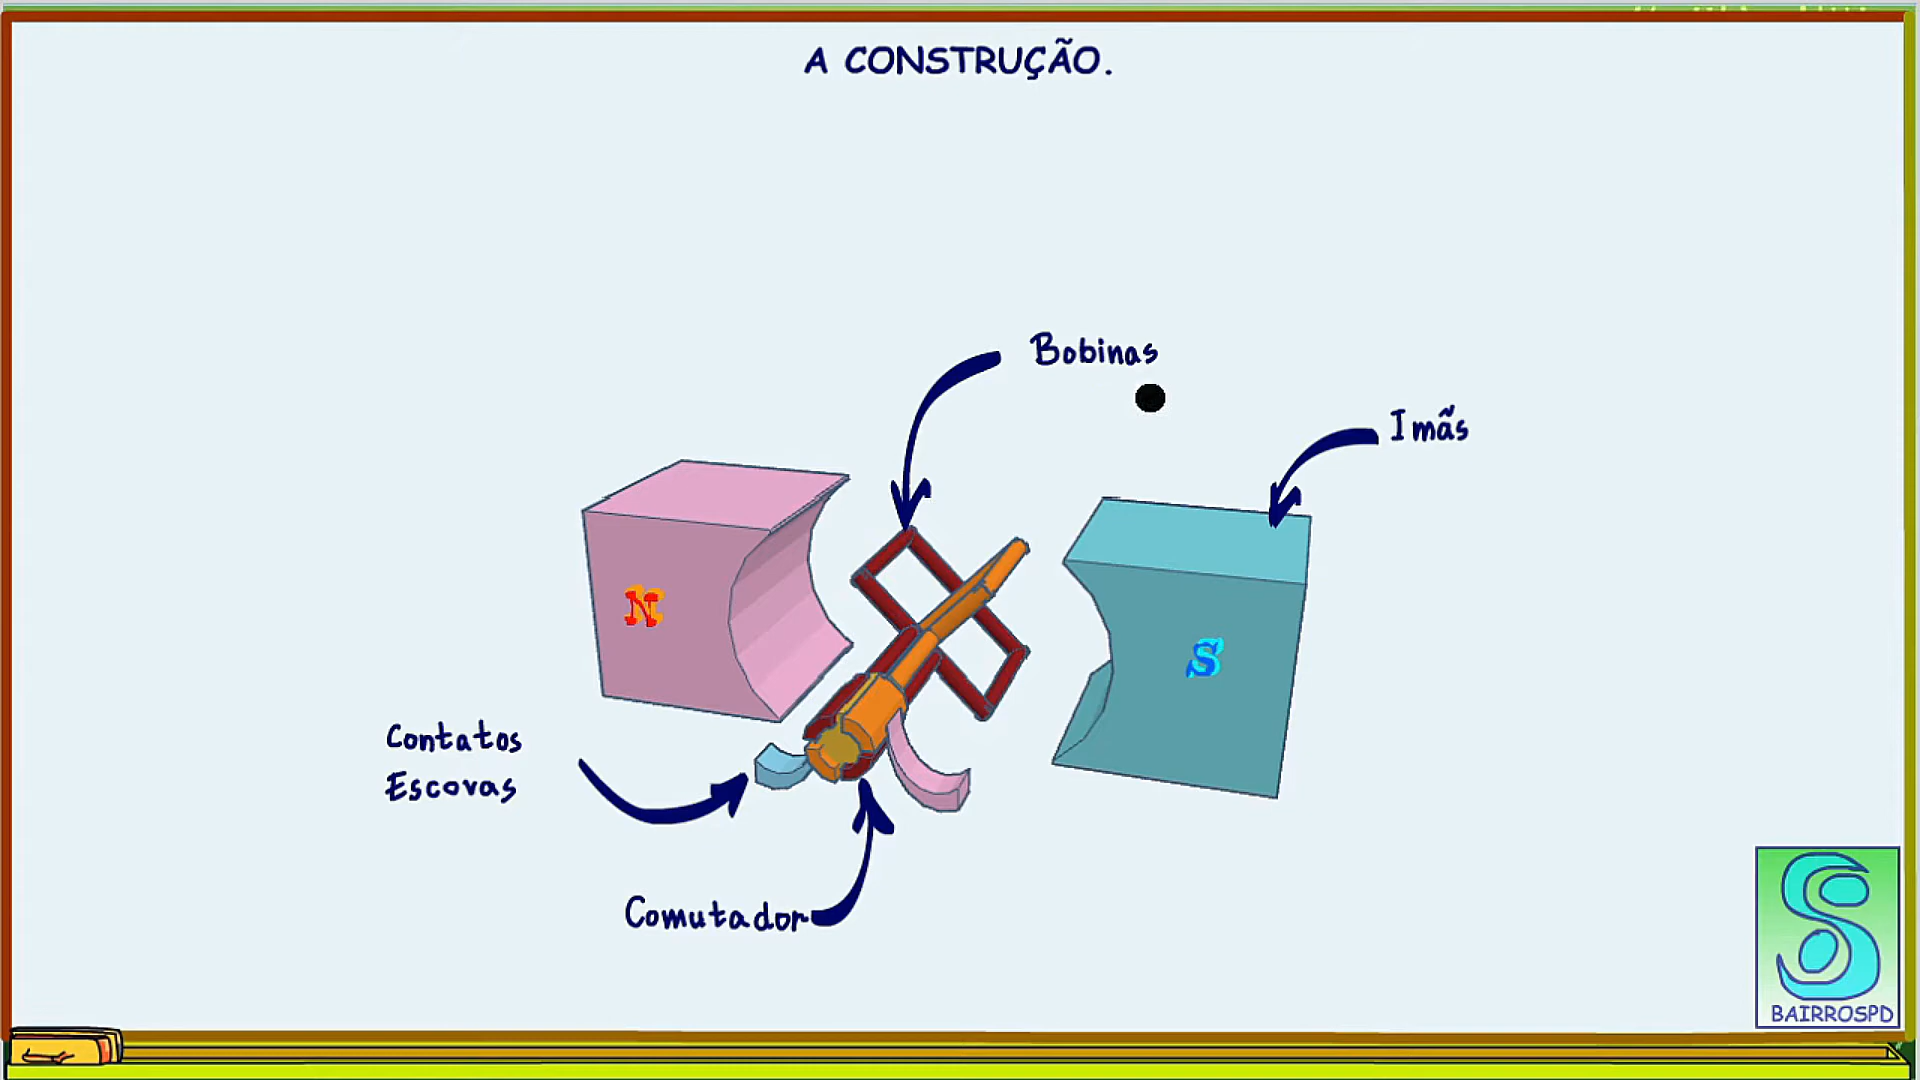 A CONSTRUÇÃO.
Bobinas
Imãs
N
S
Contatos
Escovas
Comutador
BAIRROSPD